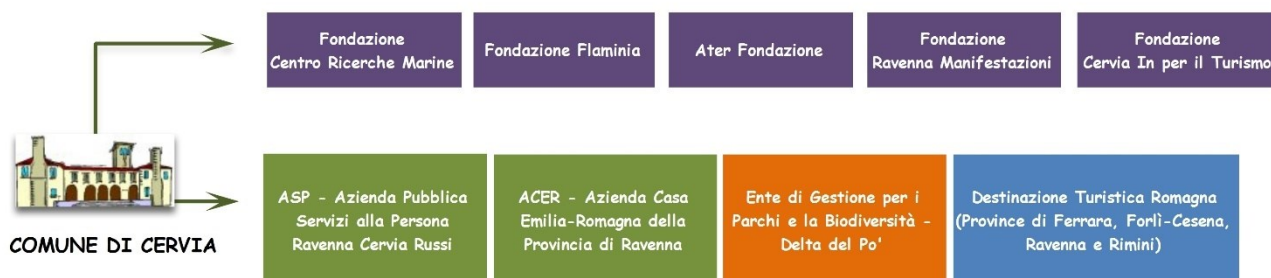 Fondazione
Centro Ricerche Marine
Fondazione Flaminia
Ater Fondazione
Fondazione
Ravenna Manifestazioni
Fondazione
Cervia In per il Turismo
ASP - Azienda Pubblica
Servizi alla Persona
Ravenna Cervia Russi
ACER - Azienda Casa
Emilia-Romagna della
Provincia di Ravenna
Ente di Gestione per i
Parchi e la Biodiversità -
Delta del Po'
Destinazione Turistica Romagna
(Province di Ferrara, Forlì-Cesena,
Ravenna e Rimini)
COMUNE DI CERVIA